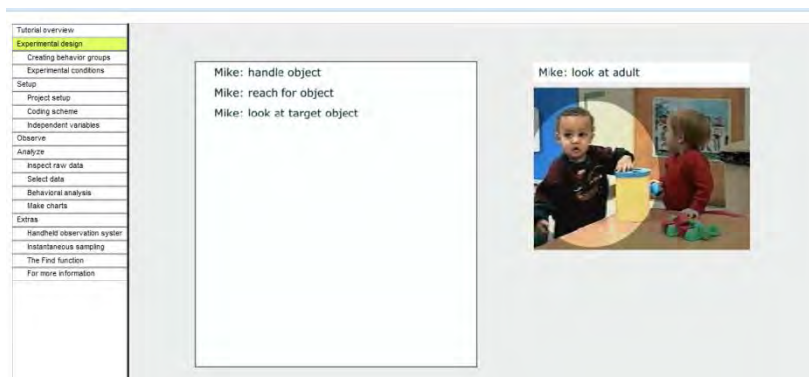 Tutorial overview
Experimental design
Creating behavior groups
Experimental conditions
Setup
Project setup
Coding scheme
Independent variables
Observe
Analyze
Inspect raw data
Select data
Behavioral analysis
Make charts
Extras
Handheld observation syster
Instantaneous sampling
The Find function
For more information
Mike: handle object
Mike: reach for object
Mike: look at target object
Mike: look at adult